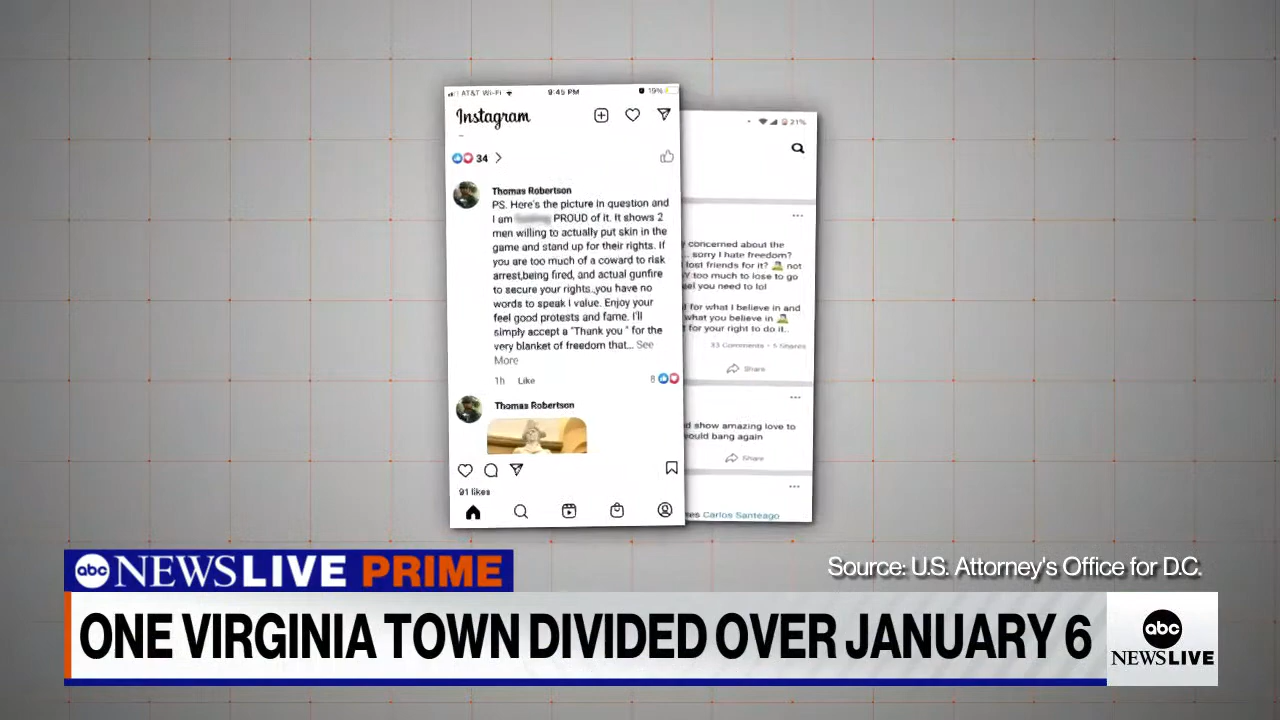 AT&T Wi-Fi 9:45 PM 19%
Instagram
34
Thomas Robertson
PS. Here's the picture in question and
I am PROUD of it. It shows 2
men willing to actually put skin in the
game and stand up for their rights. If
you are too much of a coward to risk
arrest,being fired, and actual gunfire
to secure your rights.,you have no
words to speak I value. Enjoy your
feel good protests and fame. I'll
simply accept a "Thank you " for the
very blanket of freedom that... See
More
1h Like 8
Thomas Robertson
91 likes
21%
concerned about the
... sorry I hate freedom?
lost friends for it? not
too much to lose to go
you need to lol
for what I believe in and
what you believe in
for your right to do it..
33 Comments • 5 Shares
Share
show amazing love to
would bang again
Share
Carlos Santeago
abc NEWS LIVE PRIME
Source: U.S. Attorney's Office for D.C.
ONE VIRGINIA TOWN DIVIDED OVER JANUARY 6
abc
NEWS LIVE